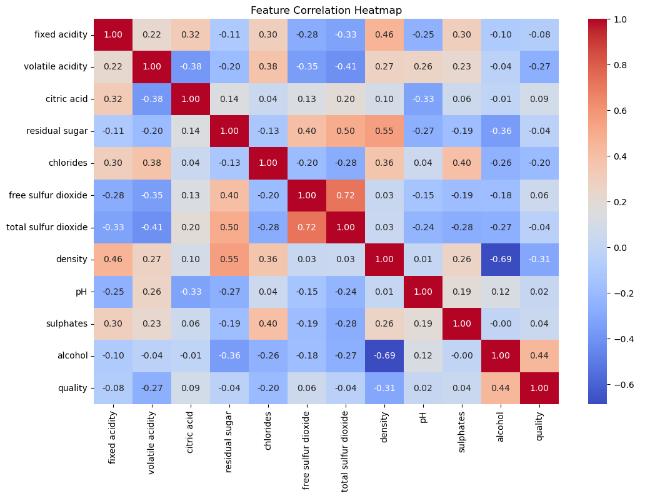 Feature Correlation Heatmap
fixed acidity 1.00 0.22 0.32 -0.11 0.30 -0.28 -0.33 0.46 -0.25 0.30 -0.10 -0.08
volatile acidity 0.22 1.00 -0.38 -0.20 0.38 -0.35 -0.41 0.27 0.26 0.23 -0.04 -0.27
citric acid 0.32 -0.38 1.00 0.14 0.04 0.13 0.20 0.10 -0.33 0.06 -0.01 0.09
residual sugar -0.11 -0.20 0.14 1.00 -0.13 0.40 0.50 0.55 -0.27 -0.19 -0.36 -0.04
chlorides 0.30 0.38 0.04 -0.13 1.00 -0.20 -0.28 0.36 0.04 0.40 -0.26 -0.20
free sulfur dioxide -0.28 -0.35 0.13 0.40 -0.20 1.00 0.72 0.03 -0.15 -0.19 -0.18 0.06
total sulfur dioxide -0.33 -0.41 0.20 0.50 -0.28 0.72 1.00 0.03 -0.24 -0.28 -0.27 -0.04
density 0.46 0.27 0.10 0.55 0.36 0.03 0.03 1.00 0.01 0.26 -0.69 -0.31
pH -0.25 0.26 -0.33 -0.27 0.04 -0.15 -0.24 0.01 1.00 0.19 0.12 0.02
sulphates 0.30 0.23 0.06 -0.19 0.40 -0.19 -0.28 0.26 0.19 1.00 -0.00 0.04
alcohol -0.10 -0.04 -0.01 -0.36 -0.26 -0.18 -0.27 -0.69 0.12 -0.00 1.00 0.44
quality -0.08 -0.27 0.09 -0.04 -0.20 0.06 -0.04 -0.31 0.02 0.04 0.44 1.00
fixed acidity
volatile acidity
citric acid
residual sugar
chlorides
free sulfur dioxide
total sulfur dioxide
density
pH
sulphates
alcohol
quality
1.0
0.8
0.6
0.4
0.2
0.0
−0.2
−0.4
−0.6